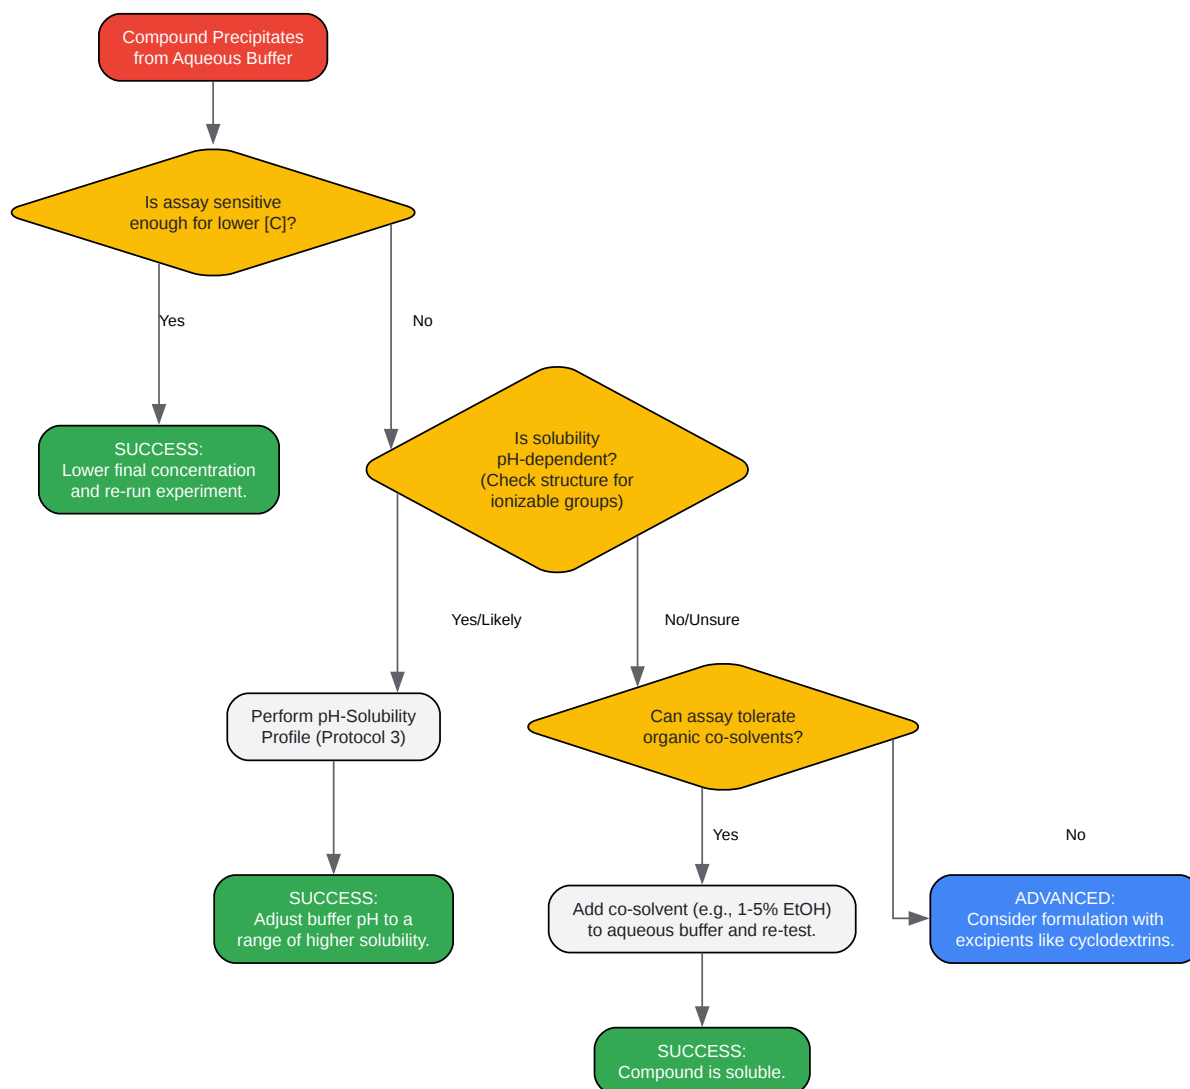 Compound Precipitates
from Aqueous Buffer
Is assay sensitive
enough for lower [C]?
Yes
No
SUCCESS:
Lower final concentration
and re-run experiment.
Is solubility
pH-dependent?
(Check structure for
ionizable groups)
Yes/Likely
No/Unsure
Perform pH-Solubility
Profile (Protocol 3)
Can assay tolerate
organic co-solvents?
Yes
No
SUCCESS:
Adjust buffer pH to a
range of higher solubility.
Add co-solvent (e.g., 1-5% EtOH)
to aqueous buffer and re-test.
ADVANCED:
Consider formulation with
excipients like cyclodextrins.
SUCCESS:
Compound is soluble.